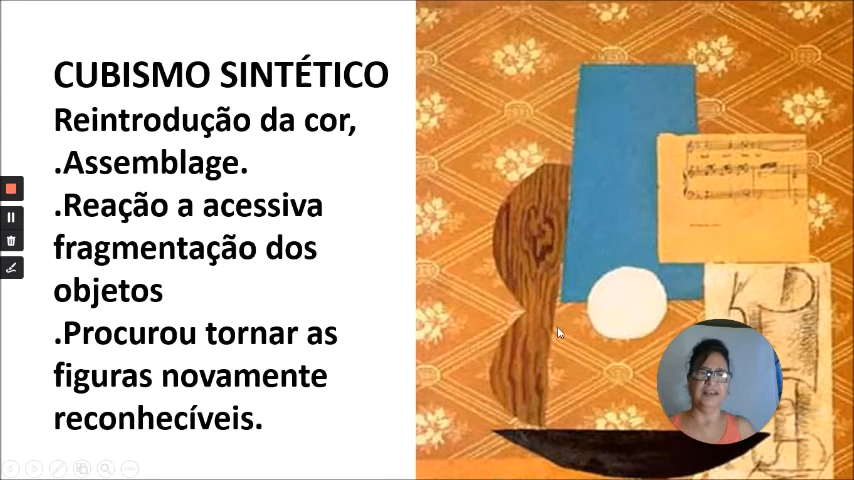 CUBISMO SINTÉTICO
Reintrodução da cor,
.Assemblage.
.Reação a acessiva
fragmentação dos
objetos
.Procurou tornar as
figuras novamente
reconhecíveis.